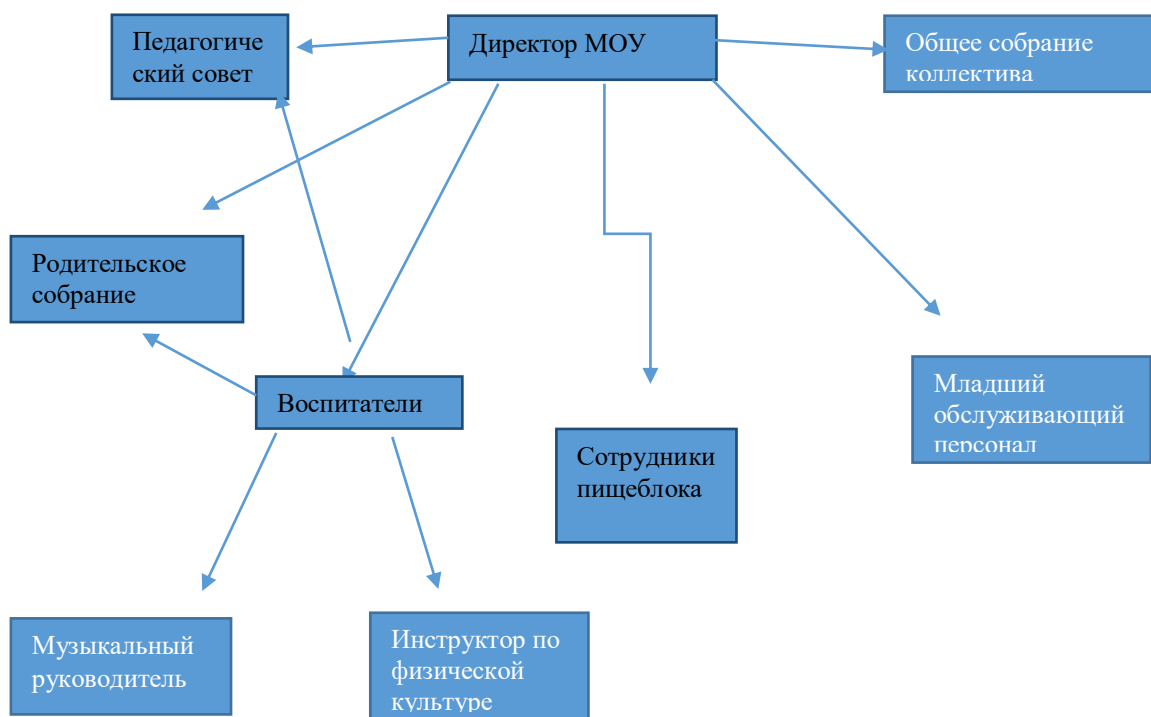 Педагогиче
ский совет
Директор МОУ
Общее собрание
коллектива
Родительское
собрание
Воспитатели
Младший
обслуживающий
персонал
Сотрудники
пищеблока
Музыкальный
руководитель
Инструктор по
физической
культуре